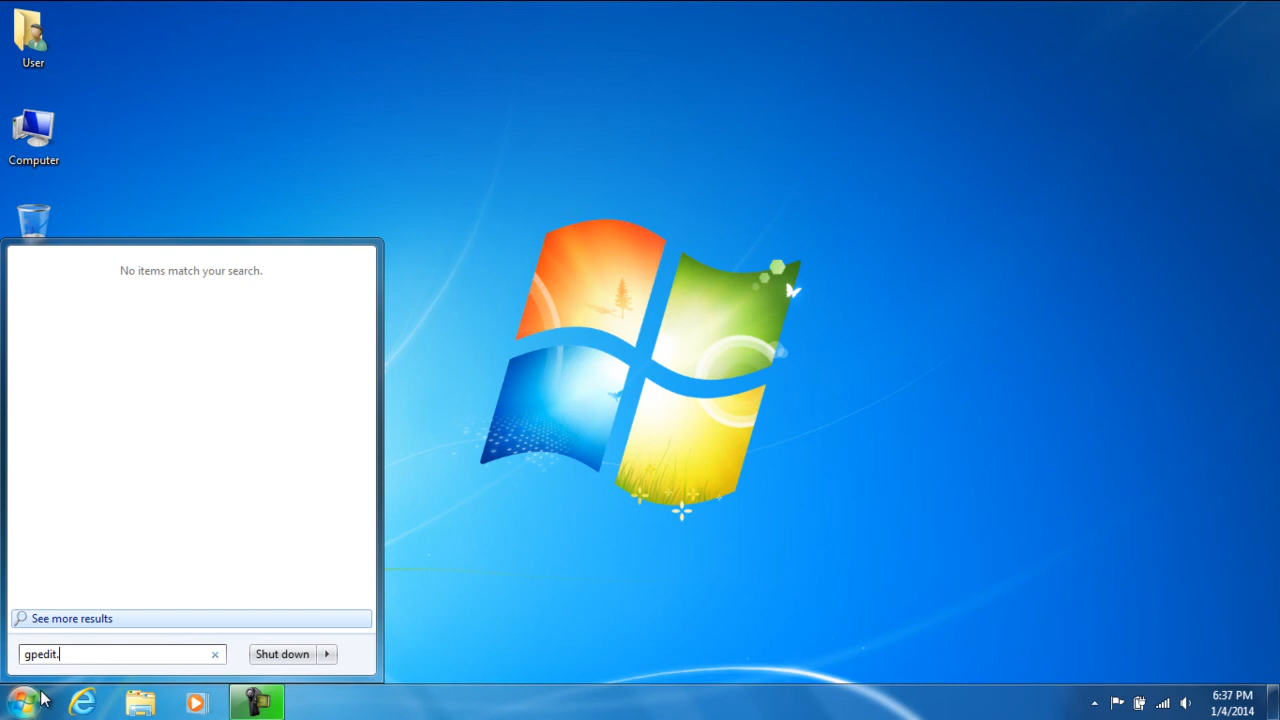 User
Computer
No items match your search.
See more results
gpedit.
Shut down
6:37 PM
1/4/2014